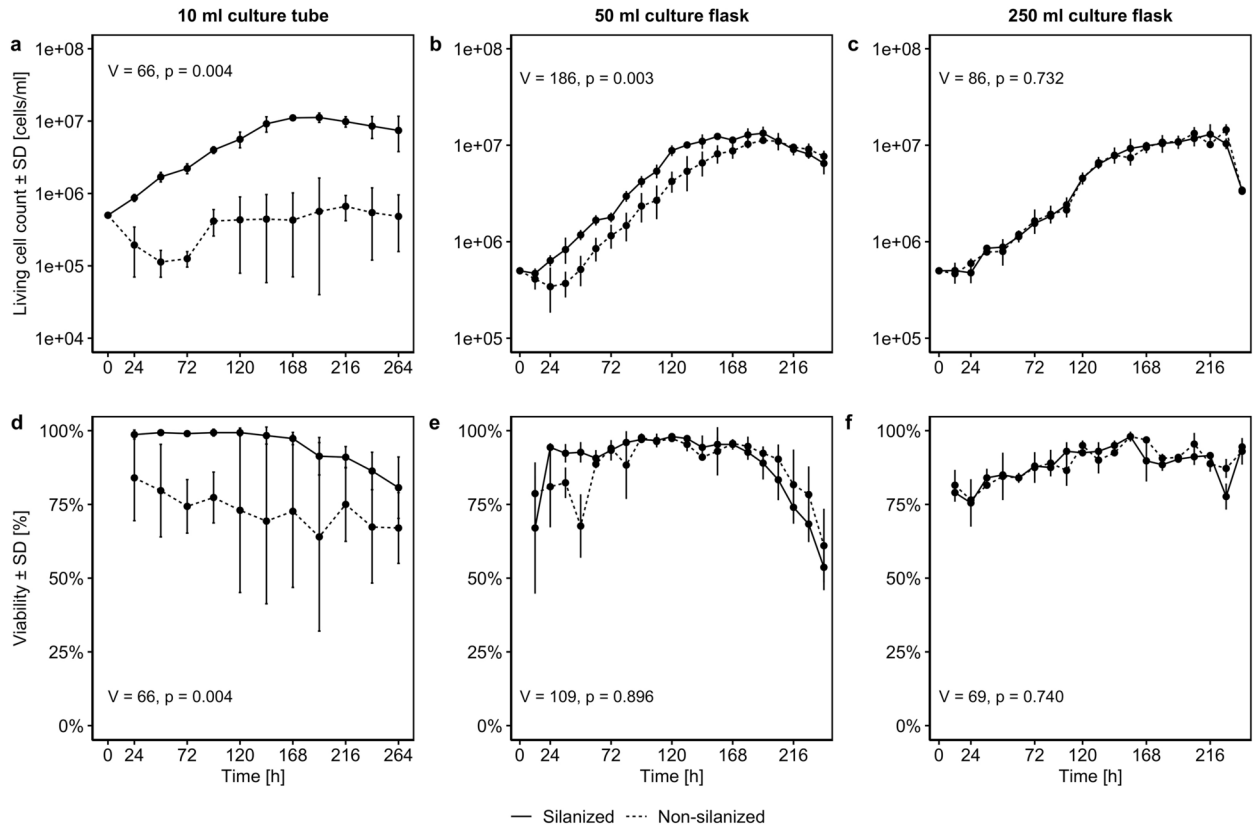 10 ml culture tube
50 ml culture flask
250 ml culture flask
a
b
c
Living cell count ± SD [cells/ml]
1e+08
1e+07
1e+06
1e+05
1e+04
V = 66, p = 0.004
0 24 72 120 168 216 264
1e+08
1e+07
1e+06
1e+05
V = 186, p = 0.003
0 24 72 120 168 216
1e+08
1e+07
1e+06
1e+05
V = 86, p = 0.732
0 24 72 120 168 216
d
e
f
Viability ± SD [%]
100%
75%
50%
25%
0%
V = 66, p = 0.004
0 24 72 120 168 216 264
Time [h]
100%
75%
50%
25%
0%
V = 109, p = 0.896
0 24 72 120 168 216
Time [h]
100%
75%
50%
25%
0%
V = 69, p = 0.740
0 24 72 120 168 216
Time [h]
Silanized Non-silanized